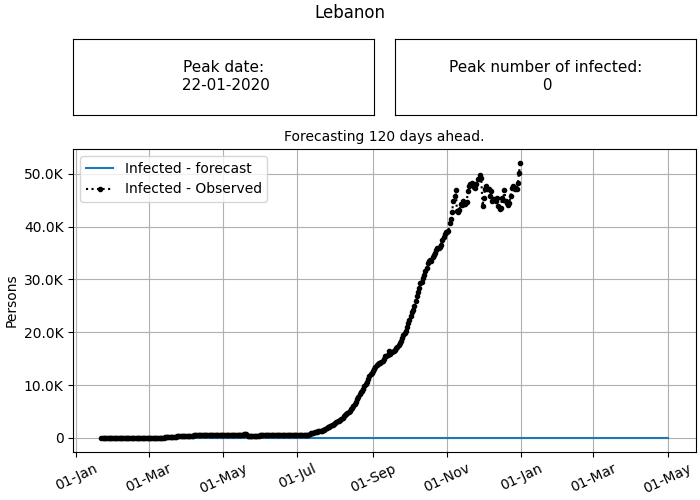 Lebanon
Peak date:
22-01-2020
Peak number of infected:
0
Forecasting 120 days ahead.
Infected - forecast
Infected - Observed
Persons
50.0K
40.0K
30.0K
20.0K
10.0K
0
01-Jan
01-Mar
01-May
01-Jul
01-Sep
01-Nov
01-Jan
01-Mar
01-May